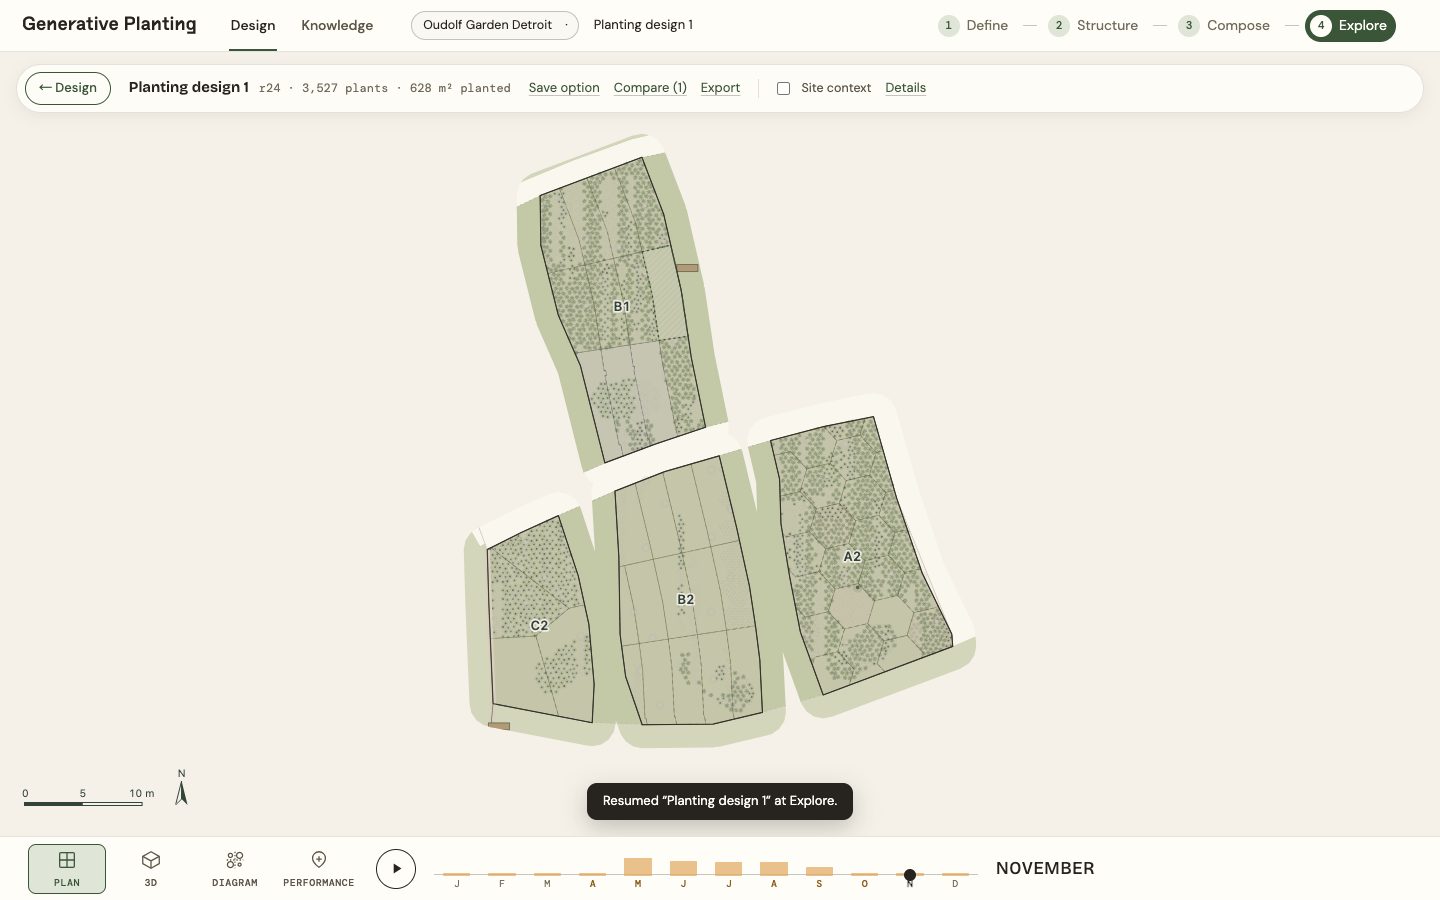 Generative Planting
Design
Knowledge
Oudolf Garden Detroit ·
Planting design 1
1 Define
2 Structure
3 Compose
4 Explore
← Design
Planting design 1
r24 · 3,527 plants · 628 m² planted
Save option
Compare (1)
Export
Site context
Details
B1
A2
B2
C2
0 5 10 m
N
Resumed “Planting design 1” at Explore.
PLAN
3D
DIAGRAM
PERFORMANCE
J F M A M J J A S O N D
NOVEMBER